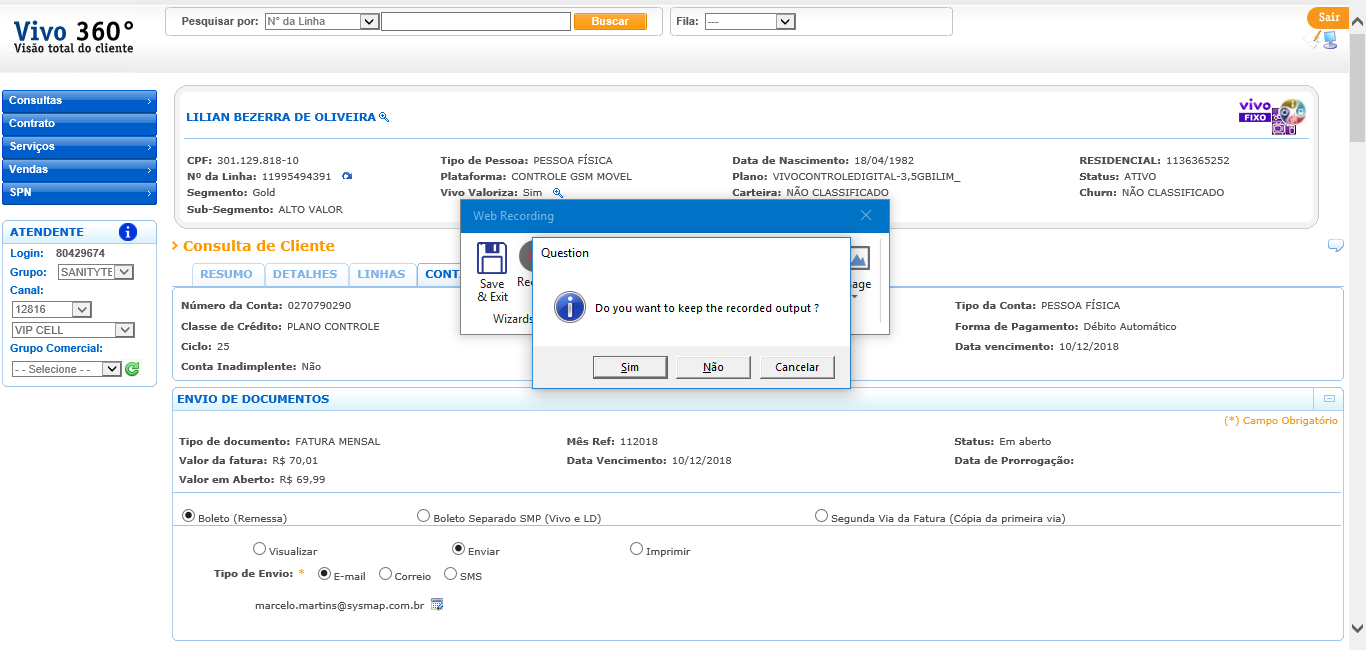 Vivo 360°
Visão total do cliente
Pesquisar por: N° da Linha Buscar Fila: --- Sair
Consultas
Contrato
Serviços
Vendas
SPN
ATENDENTE
Login: 80429674
Grupo: SANITYTE
Canal:
12816
VIP CELL
Grupo Comercial:
- - Selecione - -
LILIAN BEZERRA DE OLIVEIRA
vivo
FIXO
CPF: 301.129.818-10 Tipo de Pessoa: PESSOA FÍSICA Data de Nascimento: 18/04/1982 RESIDENCIAL: 1136365252
Nº da Linha: 11995494391 Plataforma: CONTROLE GSM MOVEL Plano: VIVOCONTROLEDIGITAL-3,5GBILIM_ Status: ATIVO
Segmento: Gold Vivo Valoriza: Sim Carteira: NÃO CLASSIFICADO Churn: NÃO CLASSIFICADO
Sub-Segmento: ALTO VALOR
Consulta de Cliente
RESUMO DETALHES LINHAS CONT
Número da Conta: 0270790290 Tipo da Conta: PESSOA FÍSICA
Classe de Crédito: PLANO CONTROLE Forma de Pagamento: Débito Automático
Ciclo: 25 Data vencimento: 10/12/2018
Conta Inadimplente: Não
Web Recording
Save
& Exit
Rec
age
Wizards
Question
Do you want to keep the recorded output ?
Sim Não Cancelar
ENVIO DE DOCUMENTOS
(*) Campo Obrigatório
Tipo de documento: FATURA MENSAL Mês Ref: 112018 Status: Em aberto
Valor da fatura: R$ 70,01 Data Vencimento: 10/12/2018 Data de Prorrogação:
Valor em Aberto: R$ 69,99
Boleto (Remessa) Boleto Separado SMP (Vivo e LD) Segunda Via da Fatura (Cópia da primeira via)
Visualizar Enviar Imprimir
Tipo de Envio: * E-mail Correio SMS
marcelo.martins@sysmap.com.br